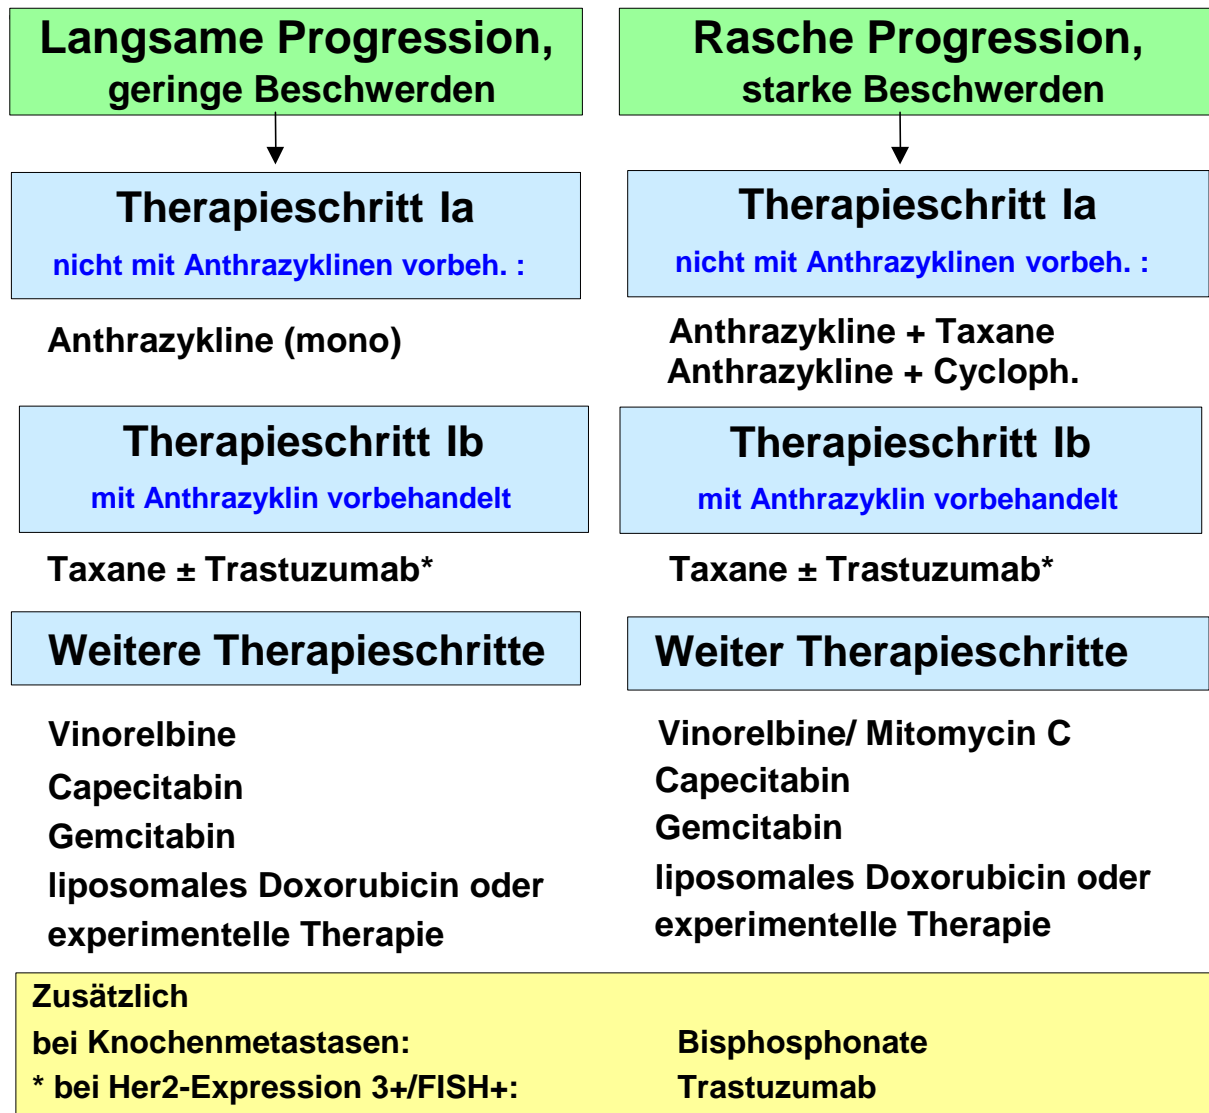 Langsame Progression,
geringe Beschwerden
Therapieschritt Ia
nicht mit Anthrazyklinen vorbeh. :
Anthrazykline (mono)
Therapieschritt Ib
mit Anthrazyklin vorbehandelt
Taxane ± Trastuzumab*
Weitere Therapieschritte
Vinorelbine
Capecitabin
Gemcitabin
liposomales Doxorubicin oder
experimentelle Therapie
Rasche Progression,
starke Beschwerden
Therapieschritt Ia
nicht mit Anthrazyklinen vorbeh. :
Anthrazykline + Taxane
Anthrazykline + Cycloph.
Therapieschritt Ib
mit Anthrazyklin vorbehandelt
Taxane ± Trastuzumab*
Weiter Therapieschritte
Vinorelbine/ Mitomycin C
Capecitabin
Gemcitabin
liposomales Doxorubicin oder
experimentelle Therapie
Zusätzlich
bei Knochenmetastasen: Bisphosphonate
* bei Her2-Expression 3+/FISH+: Trastuzumab